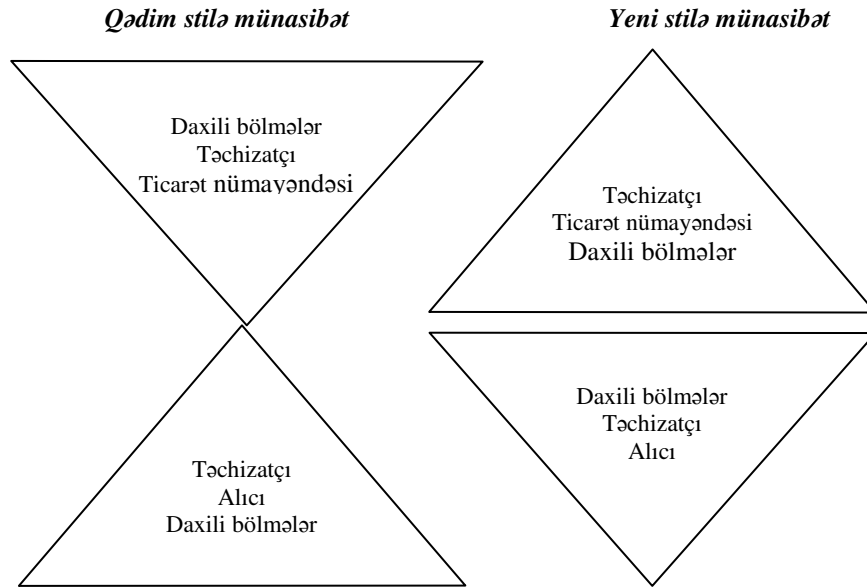 Qədim stilə münasibət
Yeni stilə münasibət
Daxili bölmələr
Təchizatçı
Ticarət nümayəndəsi
Təchizatçı
Ticarət nümayəndəsi
Daxili bölmələr
Təchizatçı
Alıcı
Daxili bölmələr
Daxili bölmələr
Təchizatçı
Alıcı